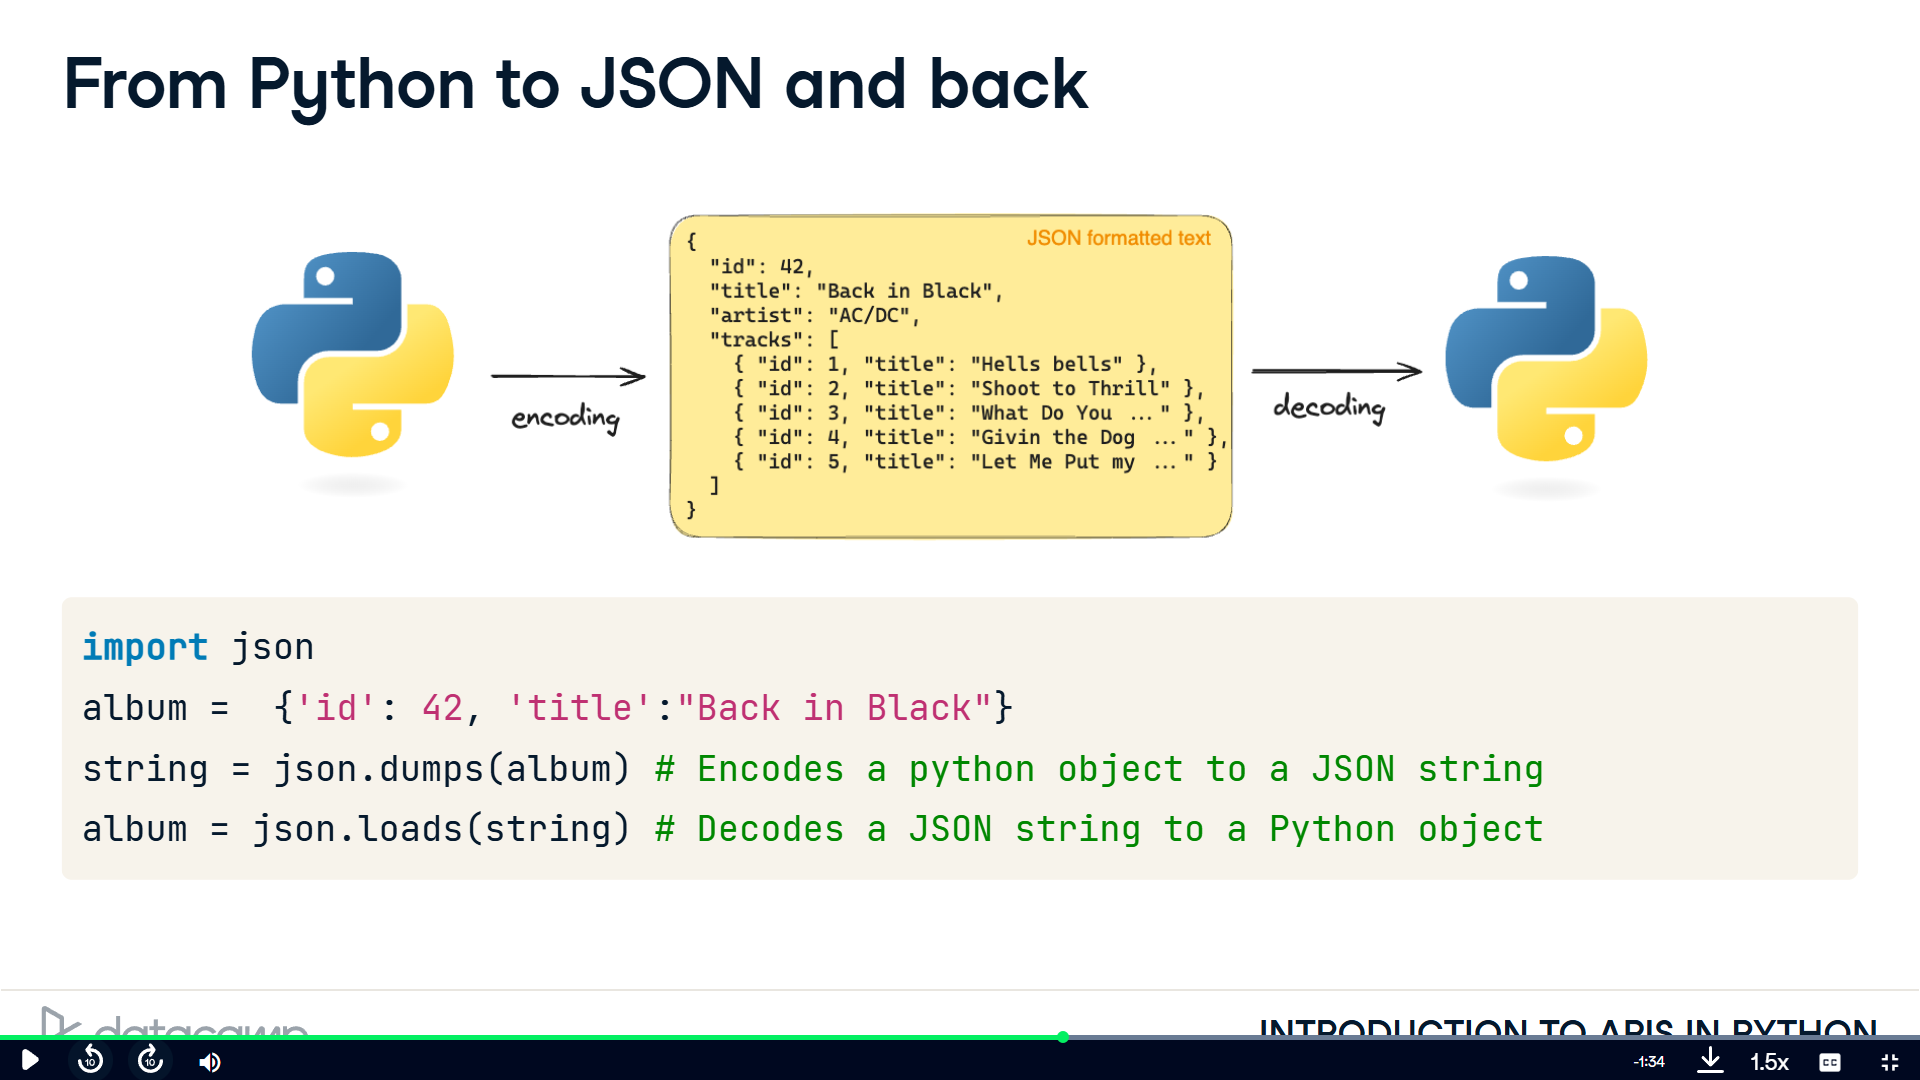 From Python to JSON and back
JSON formatted text
{
"id": 42,
"title": "Back in Black",
"artist": "AC/DC",
"tracks": [
{ "id": 1, "title": "Hells bells" },
{ "id": 2, "title": "Shoot to Thrill" },
{ "id": 3, "title": "What Do You ..." },
{ "id": 4, "title": "Givin the Dog ..." },
{ "id": 5, "title": "Let Me Put my ..." }
]
}
encoding
decoding
import json
album =  {'id': 42, 'title':"Back in Black"}
string = json.dumps(album) # Encodes a python object to a JSON string
album = json.loads(string) # Decodes a JSON string to a Python object
datacamp
INTRODUCTION TO APIS IN PYTHON
10
10
-1:34
1.5x
CC